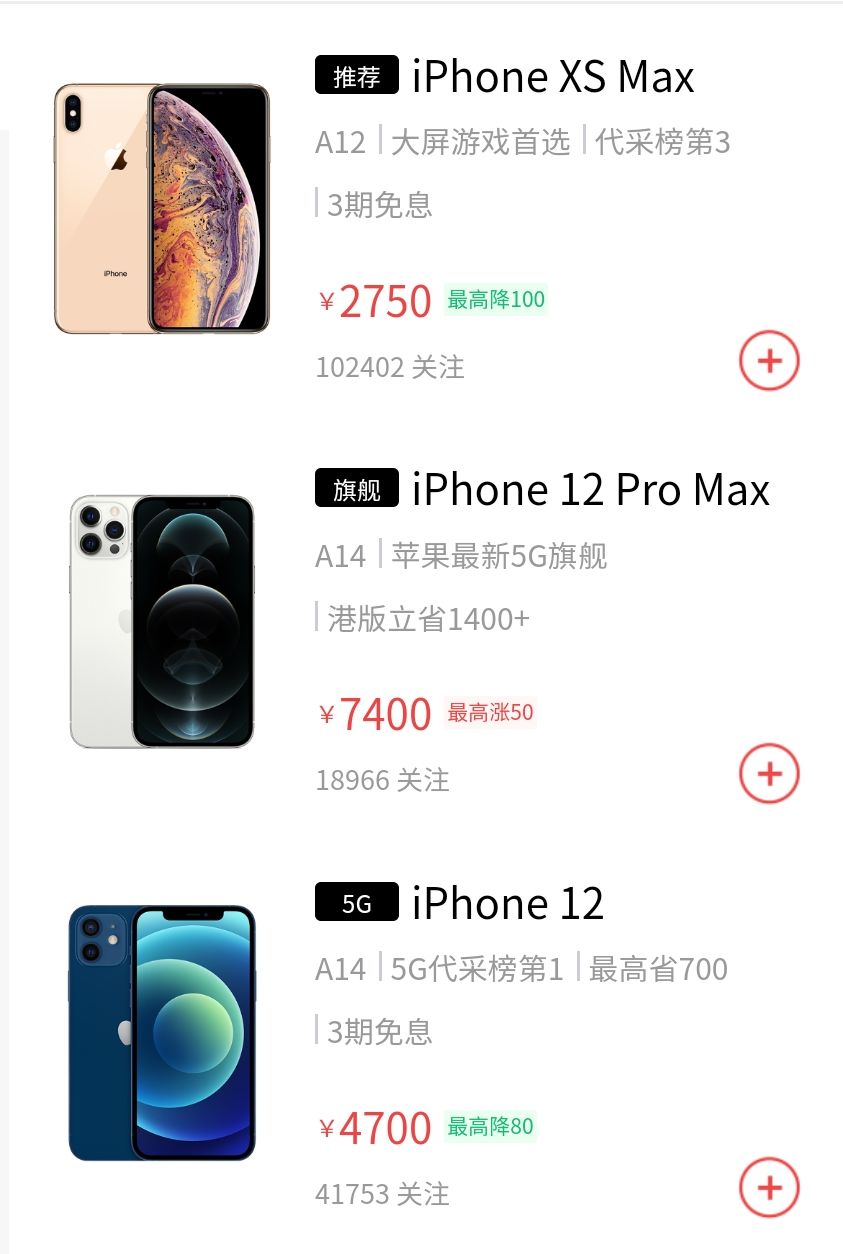 推荐 iPhone XS Max
A12 | 大屏游戏首选 | 代采榜第3
| 3期免息
¥2750 最高降100
102402 关注
iPhone
旗舰 iPhone 12 Pro Max
A14 | 苹果最新5G旗舰
| 港版立省1400+
¥7400 最高涨50
18966 关注
5G iPhone 12
A14 | 5G代采榜第1 | 最高省700
| 3期免息
¥4700 最高降80
41753 关注